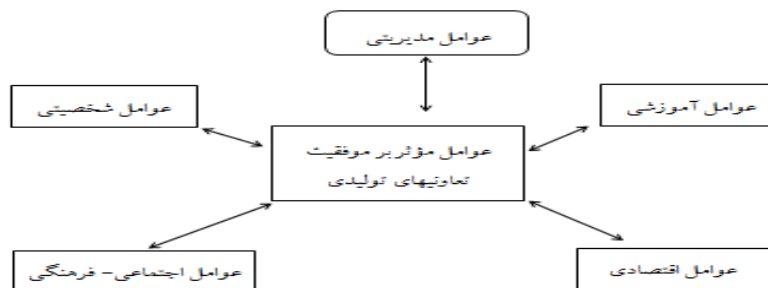 عوامل مدیریتی
عوامل آموزشی
عوامل شخصیتی
عوامل مؤثر بر موفقیت
تعاونیهای تولیدی
عوامل اقتصادی
عوامل اجتماعی- فرهنگی